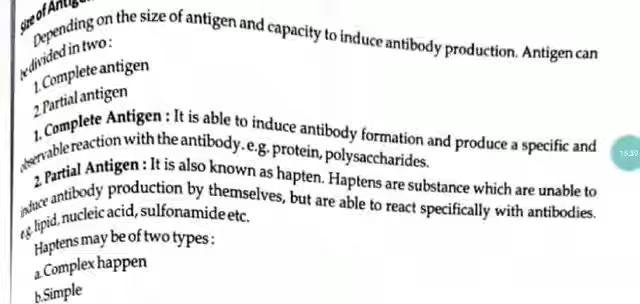 Size of Antige
Depending on the size of antigen and capacity to induce antibody production. Antigen can
be divided in two :
1. Complete antigen
2. Partial antigen
1. Complete Antigen : It is able to induce antibody formation and produce a specific and
observable reaction with the antibody. e.g. protein, polysaccharides.
2. Partial Antigen : It is also known as hapten. Haptens are substance which are unable to
induce antibody production by themselves, but are able to react specifically with antibodies.
e.g. lipid, nucleic acid, sulfonamide etc.
Haptens may be of two types :
a. Complex happen
b. Simple